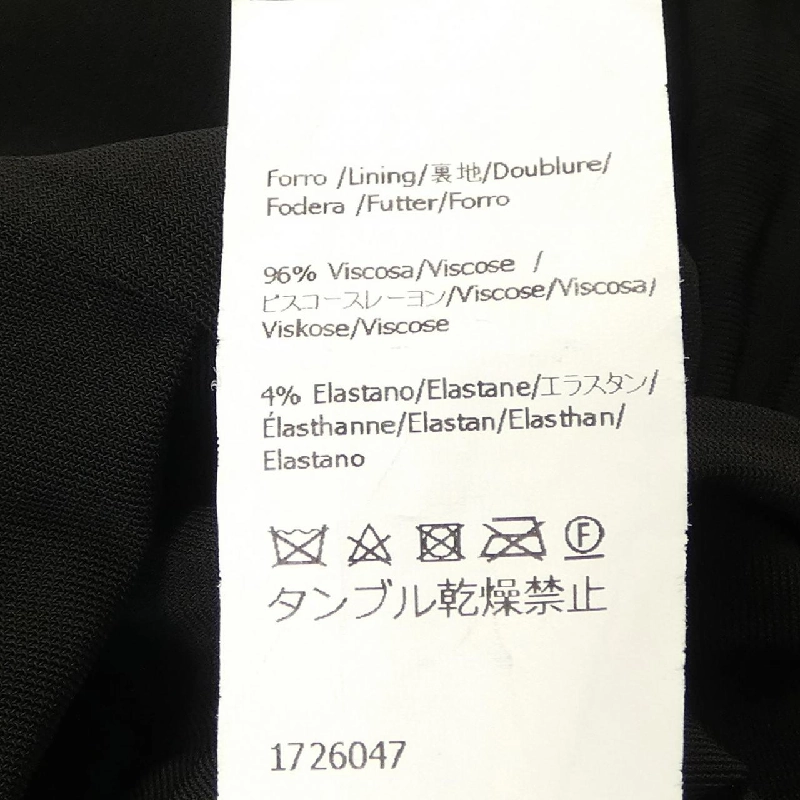 Forro /Lining/裏地/Doublure/
Fodera /Futter/Forro
96% Viscosa/Viscose /
ビスコースレーヨン/Viscose/Viscosa/
Viskose/Viscose
4% Elastano/Elastane/エラスタン/
Élasthanne/Elastan/Elasthan/
Elastano
F
タンブル乾燥禁止
1726047